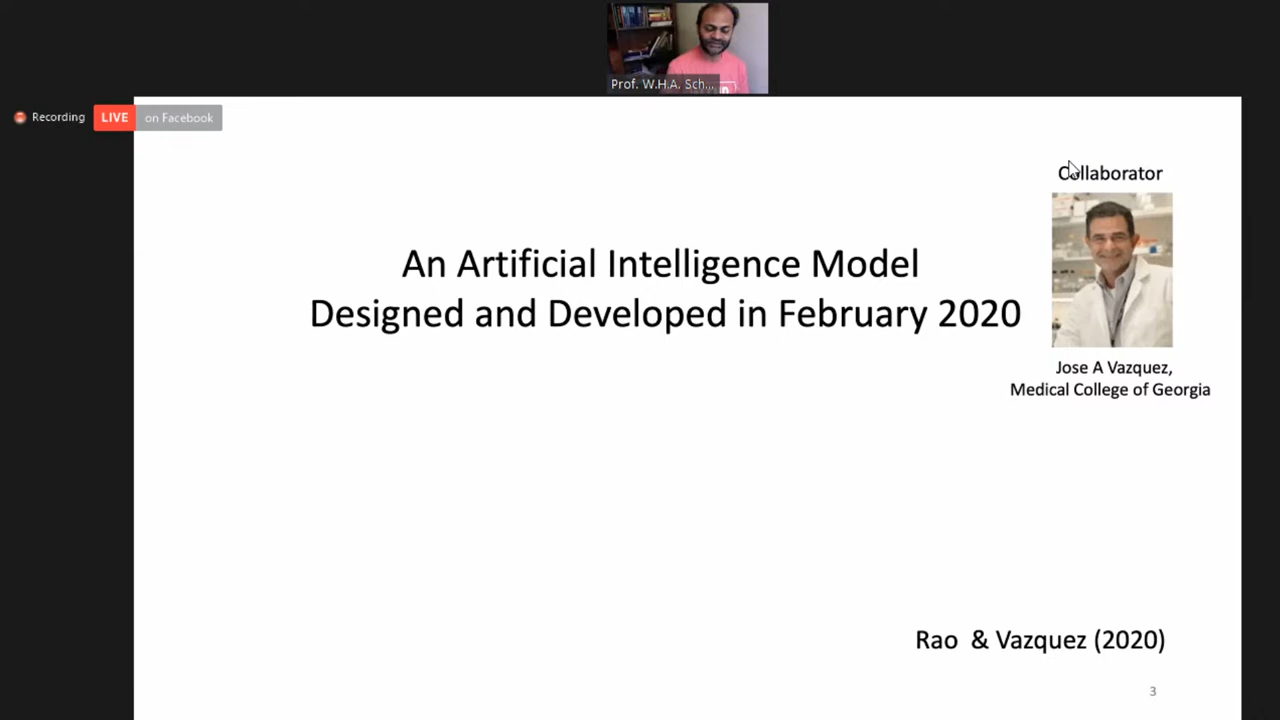 Prof. W.H.A. Sch...
Recording
LIVE on Facebook
Collaborator
An Artificial Intelligence Model
Designed and Developed in February 2020
Jose A Vazquez,
Medical College of Georgia
Rao & Vazquez (2020)
3